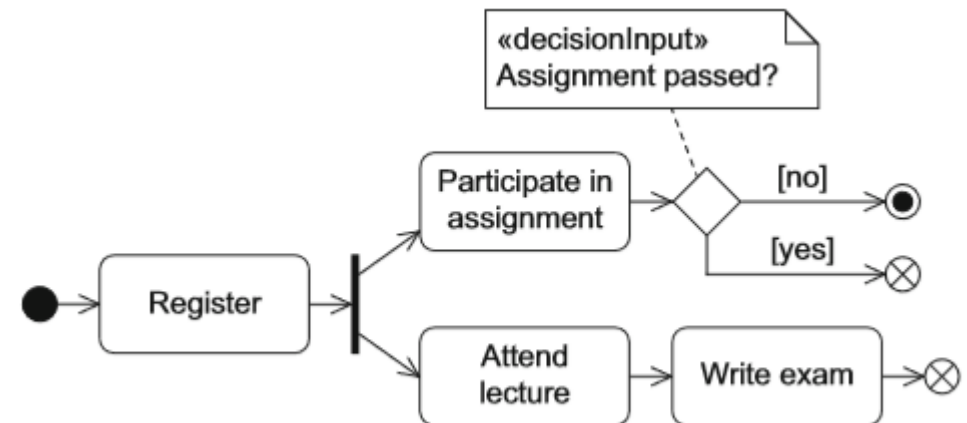 «decisionInput»
Assignment passed?
Participate in
assignment
[no]
[yes]
Register
Attend
lecture
Write exam